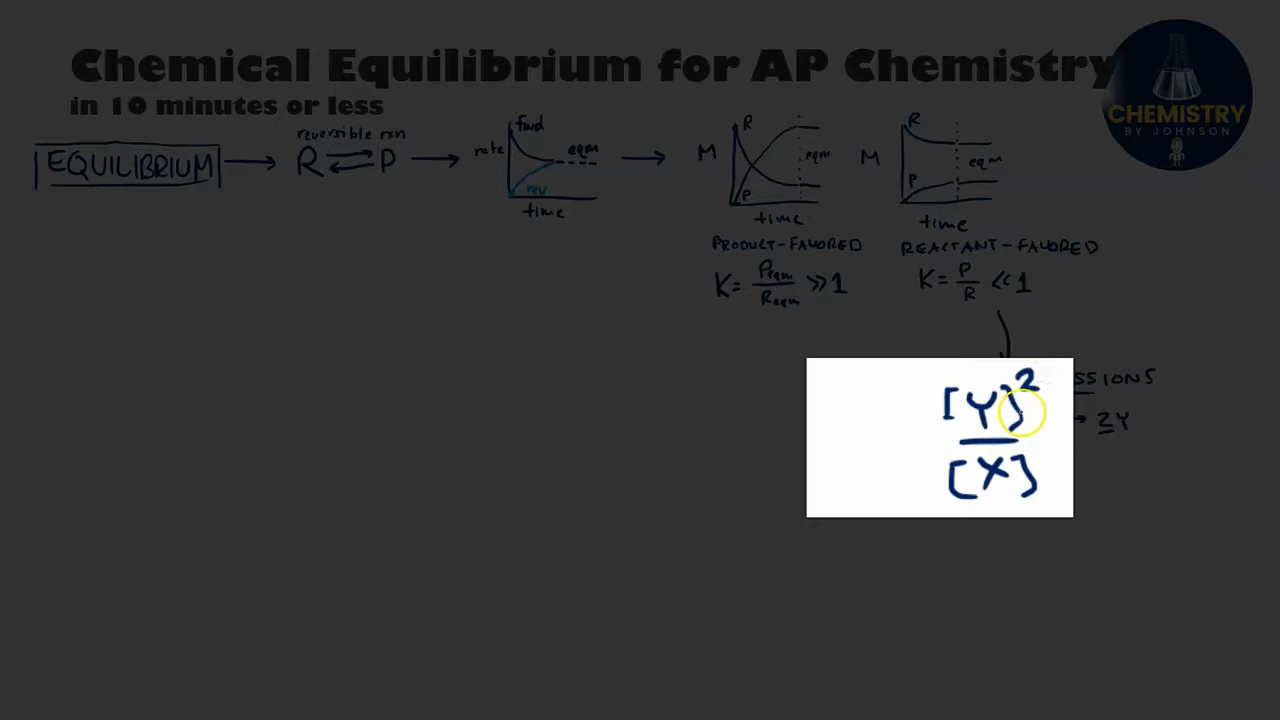 Chemical Equilibrium for AP Chemistry
in 10 minutes or less
CHEMISTRY
BY JOHNSON
EQUILIBRIUM → R ⇌ P →
reversible rxn
rate
fwd
eqm
rev
time
→
M
R
P
eqm
time
PRODUCT-FAVORED
K = Peqm / Reqm >> 1
M
R
P
eqm
time
REACTANT-FAVORED
K = P / R << 1
SSIONS
→ 2Y
[Y]²
[X]